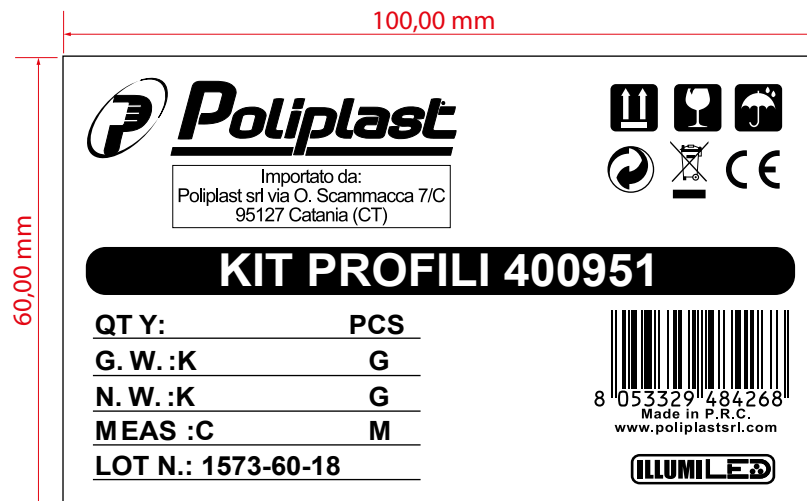 100,00 mm
60,00 mm
Poliplast
Importato da:
Poliplast srl via O. Scammacca 7/C
95127 Catania (CT)
CE
KIT PROFILI 400951
QT Y: PCS
G. W. :K G
N. W. :K G
MEAS :C M
LOT N.: 1573-60-18
8 053329 484268
Made in P.R.C.
www.poliplastsrl.com
ILLUMILED